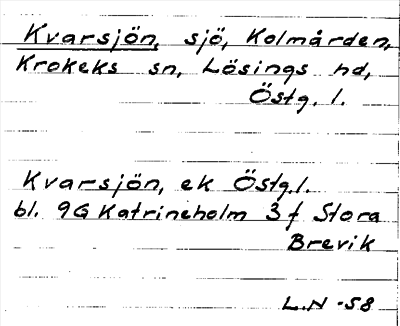 Kvarsjön, sjö, Kolmården,
Krokeks sn, Lösings hd,
Östg. l.
Kvarsjön, ek Östg.l.
bl. 9G Katrineholm 3f Stora
Brevik
L.N -58